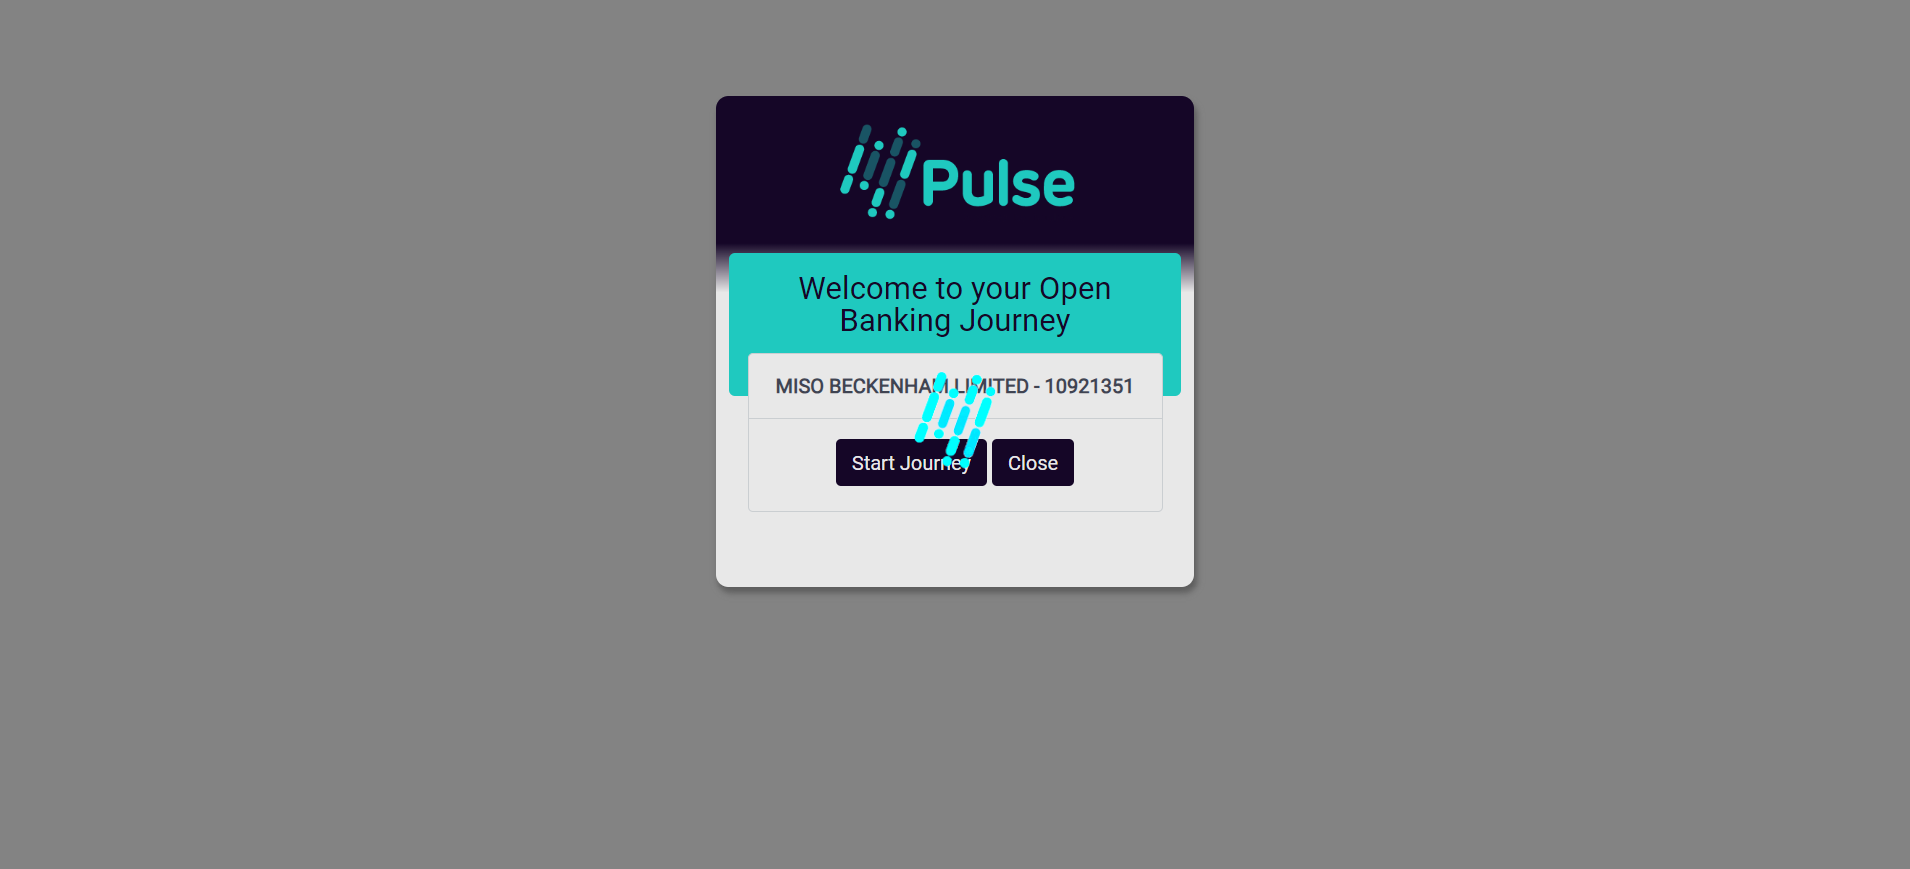 Pulse
Welcome to your Open
Banking Journey
MISO BECKENHAM LIMITED - 10921351
Start Journey
Close